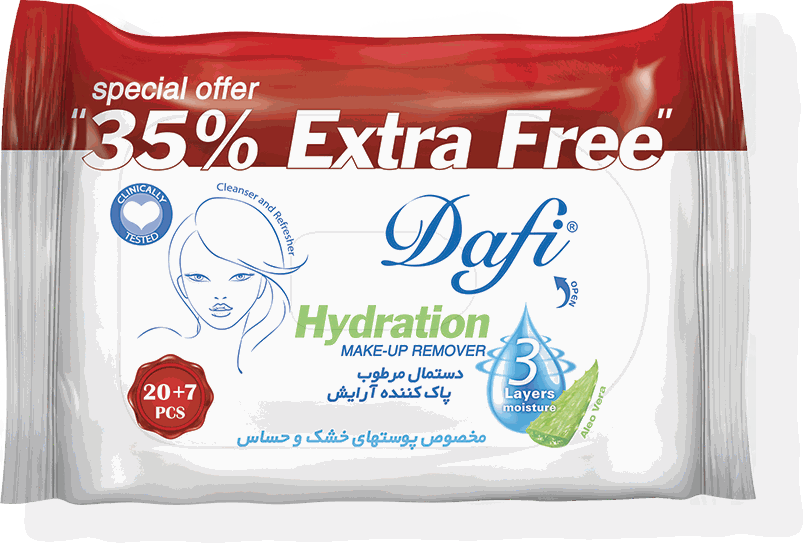 special offer
"35% Extra Free"
CLINICALLY
TESTED
Cleanser and Refresher
Dafi®
OPEN
Hydration
MAKE-UP REMOVER
دستمال مرطوب
پاک کننده آرایش
3
Layers
moisture
Aleo Vera
20+7
PCS
مخصوص پوستهای خشک و حساس